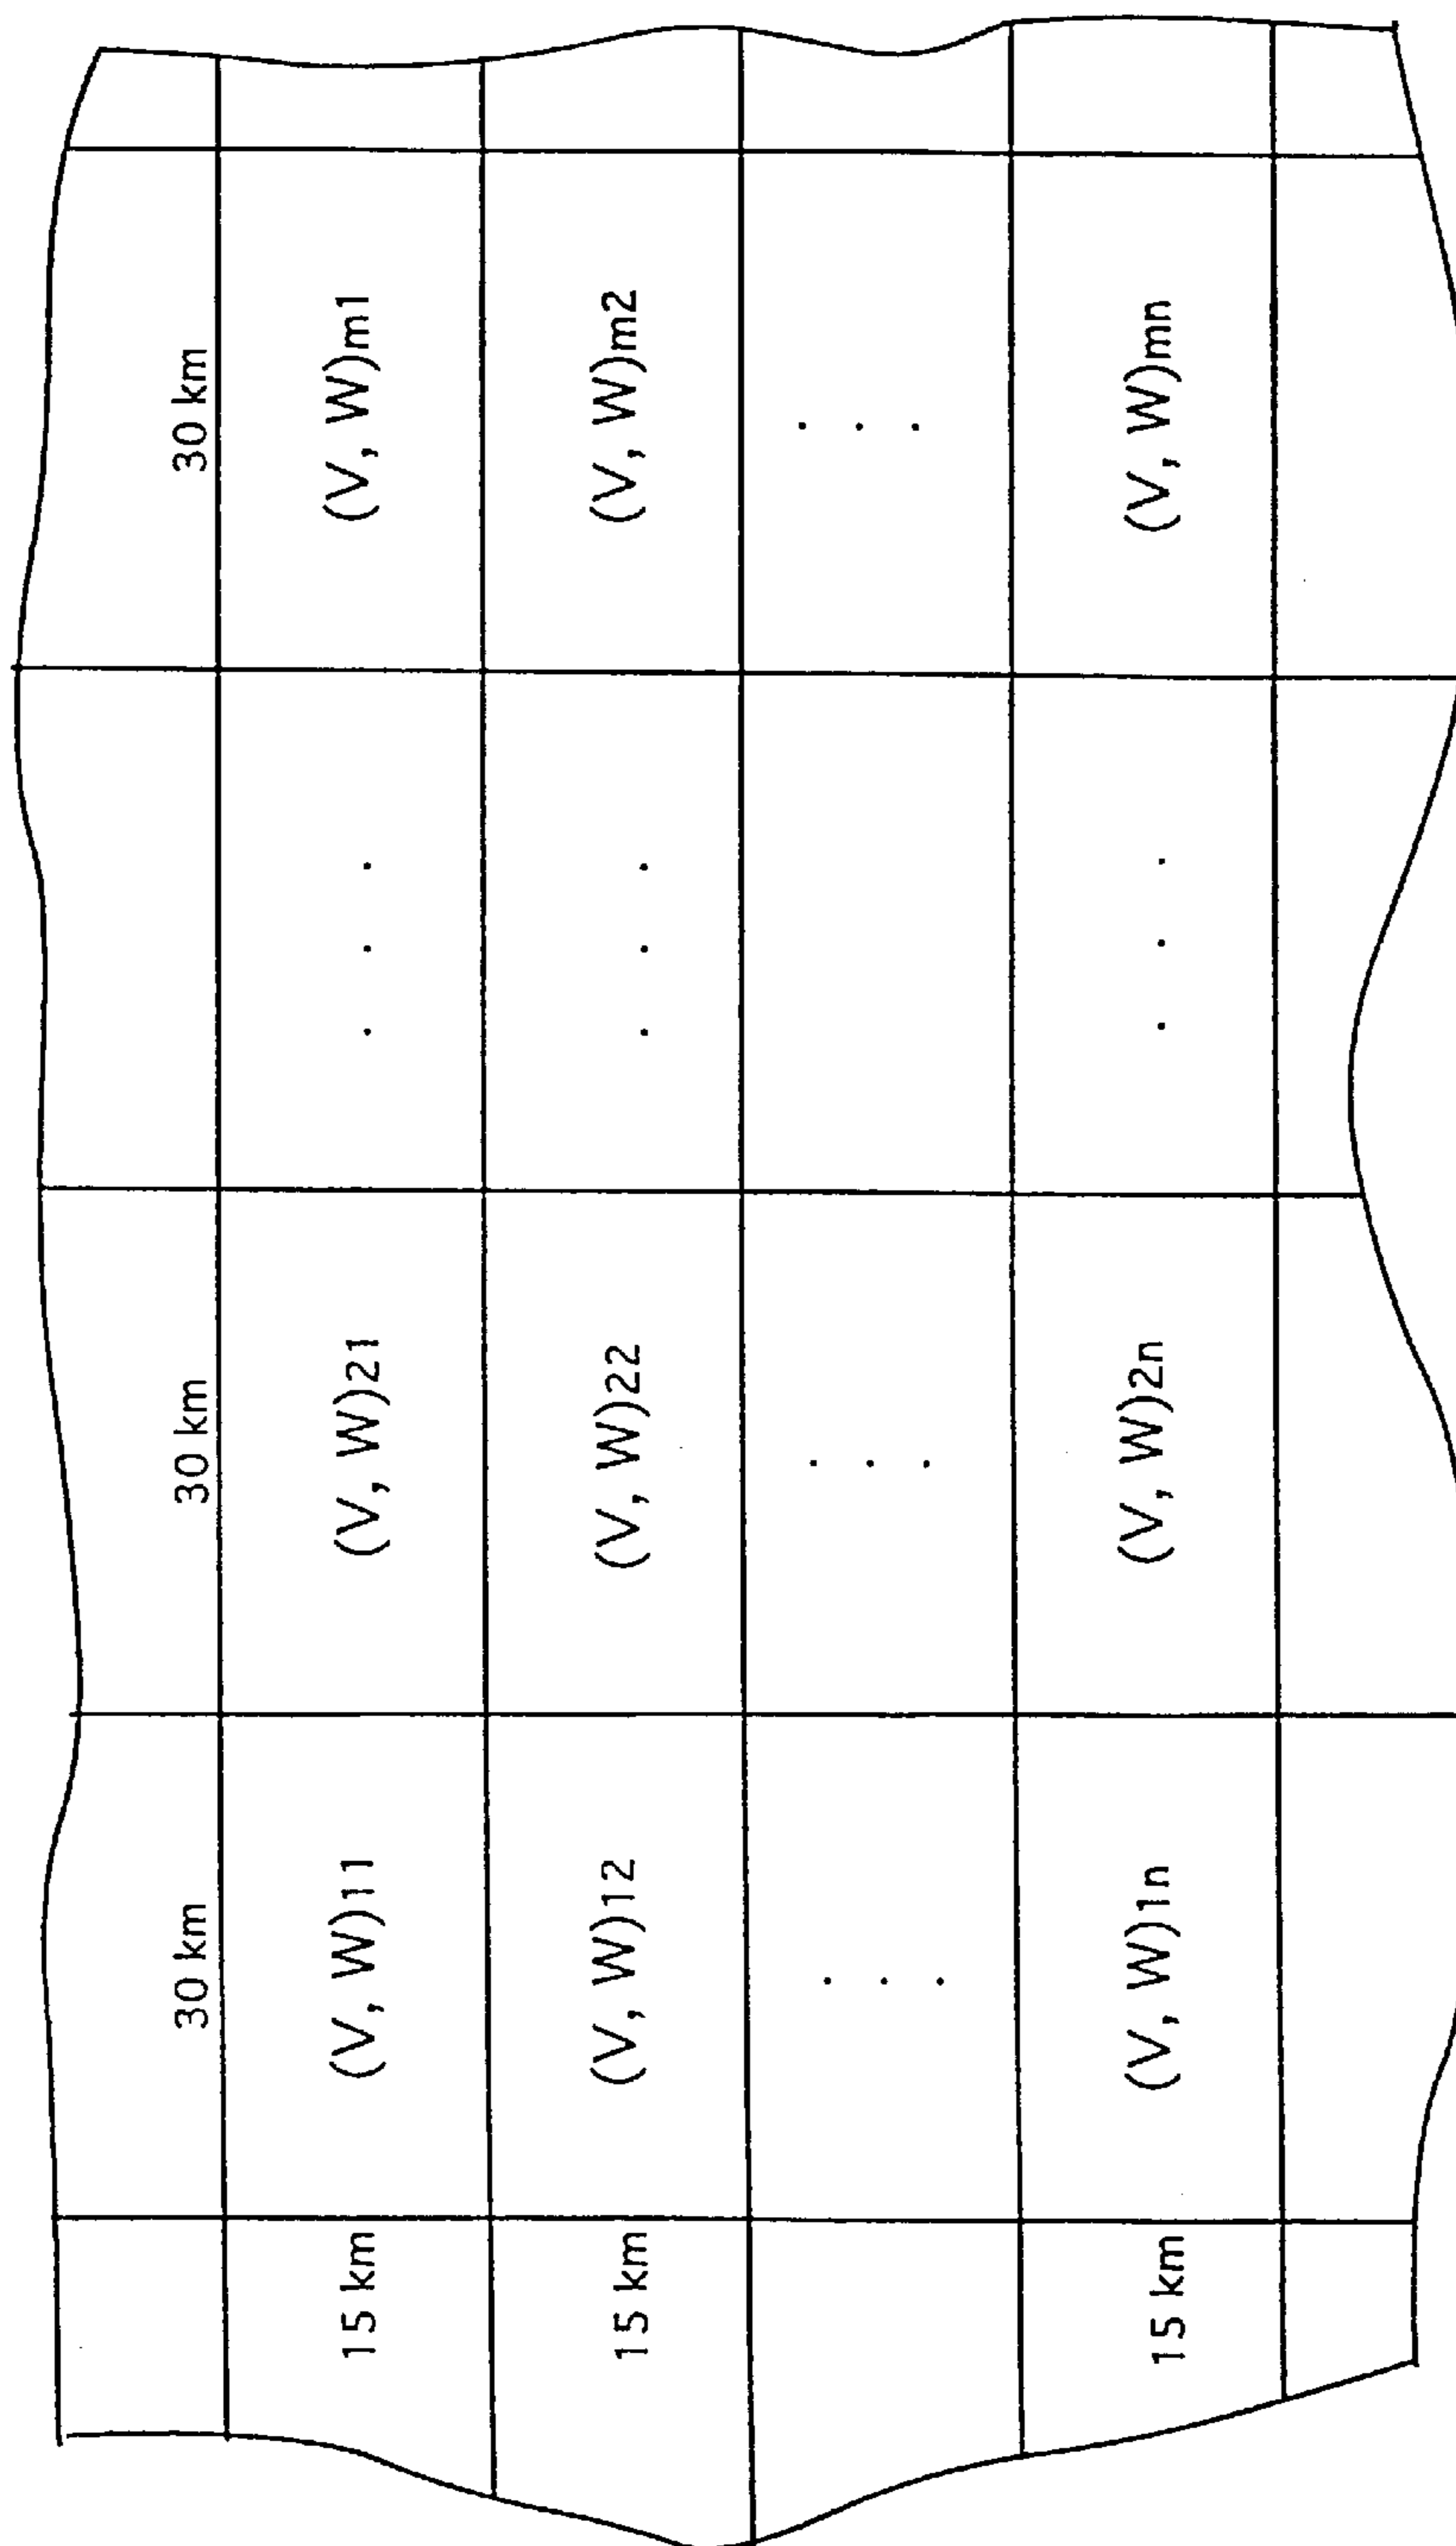 30 km 30 km 30 km
15 km (V, W)11 (V, W)21 . . . (V, W)m1
15 km (V, W)12 (V, W)22 . . . (V, W)m2
. . . . . . . . .
15 km (V, W)1n (V, W)2n . . . (V, W)mn